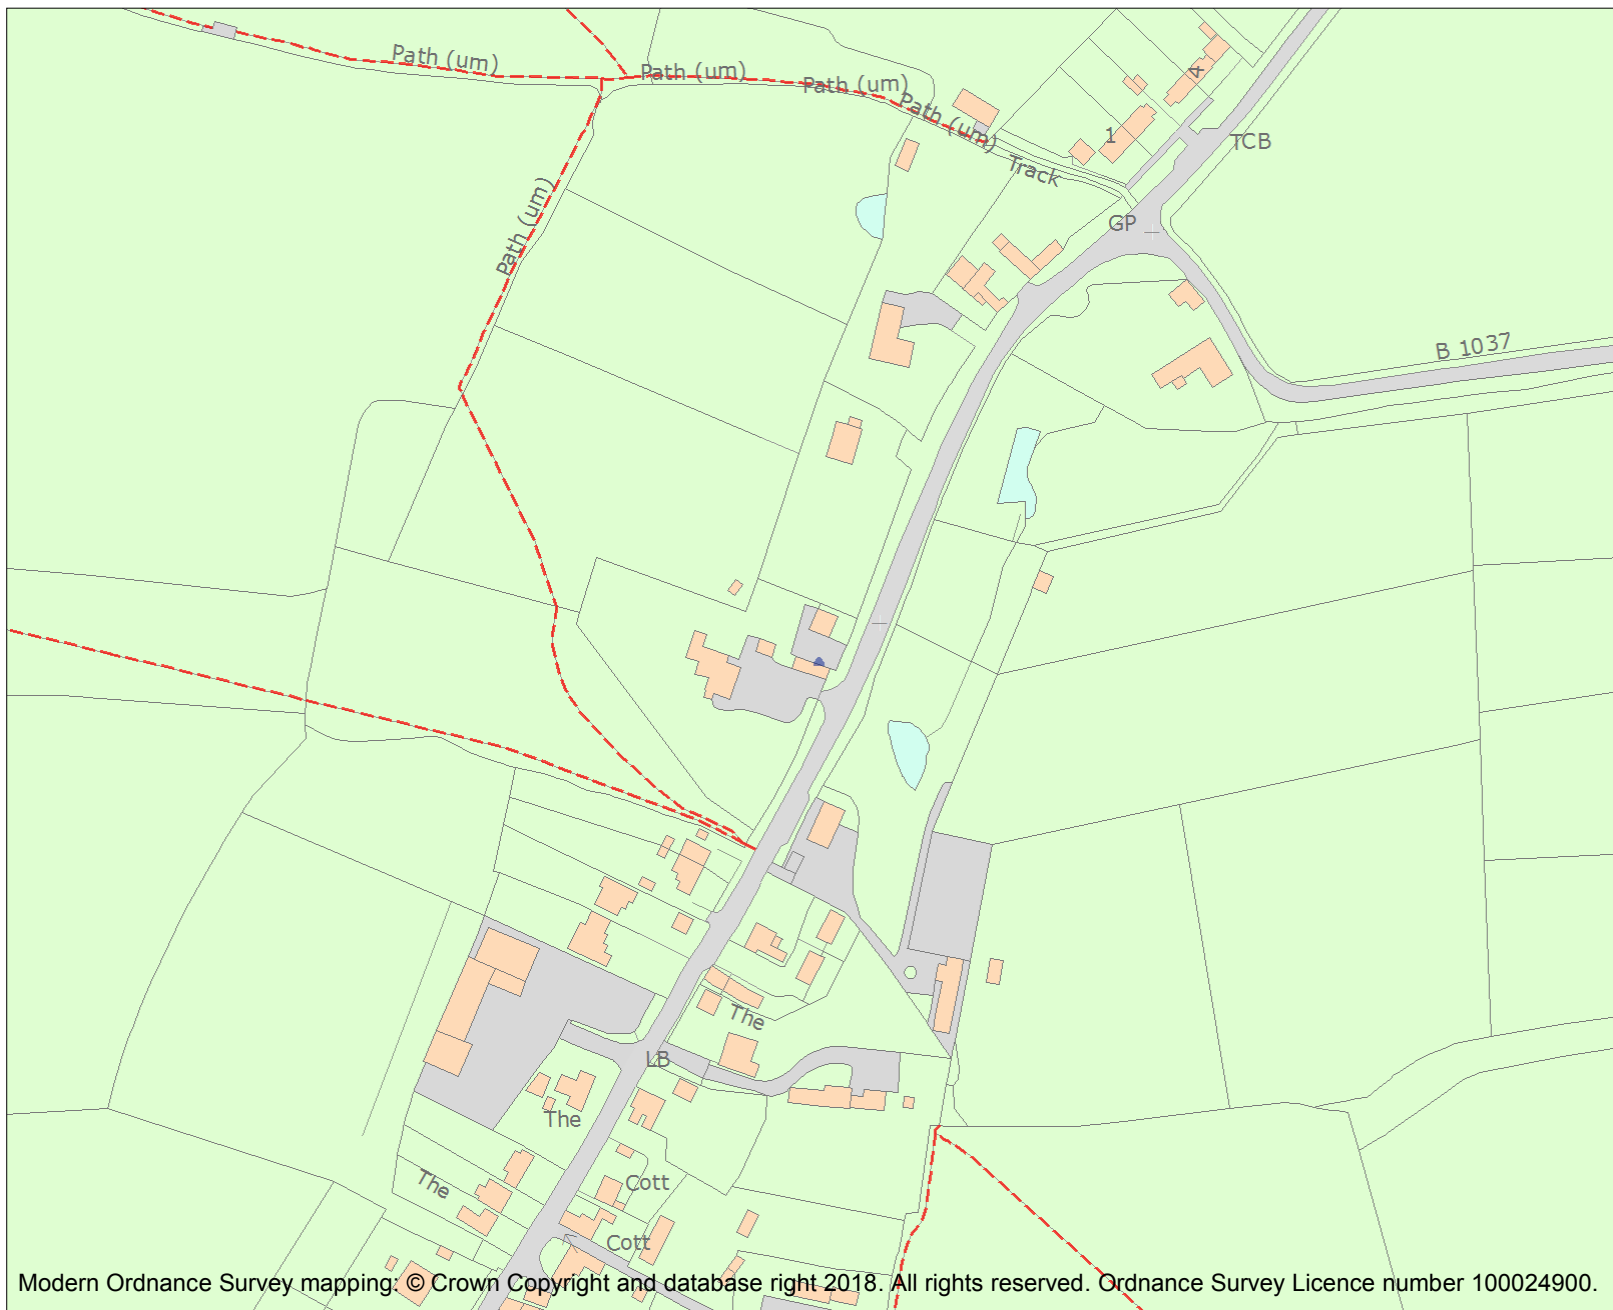 Path (um)
Path (um)
Path (um)
Path (um)
4
1
TCB
Track
Path (um)
GP
B 1037
The
LB
The
The
Cott
Cott
Modern Ordnance Survey mapping: © Crown Copyright and database right 2018. All rights reserved. Ordnance Survey Licence number 100024900.